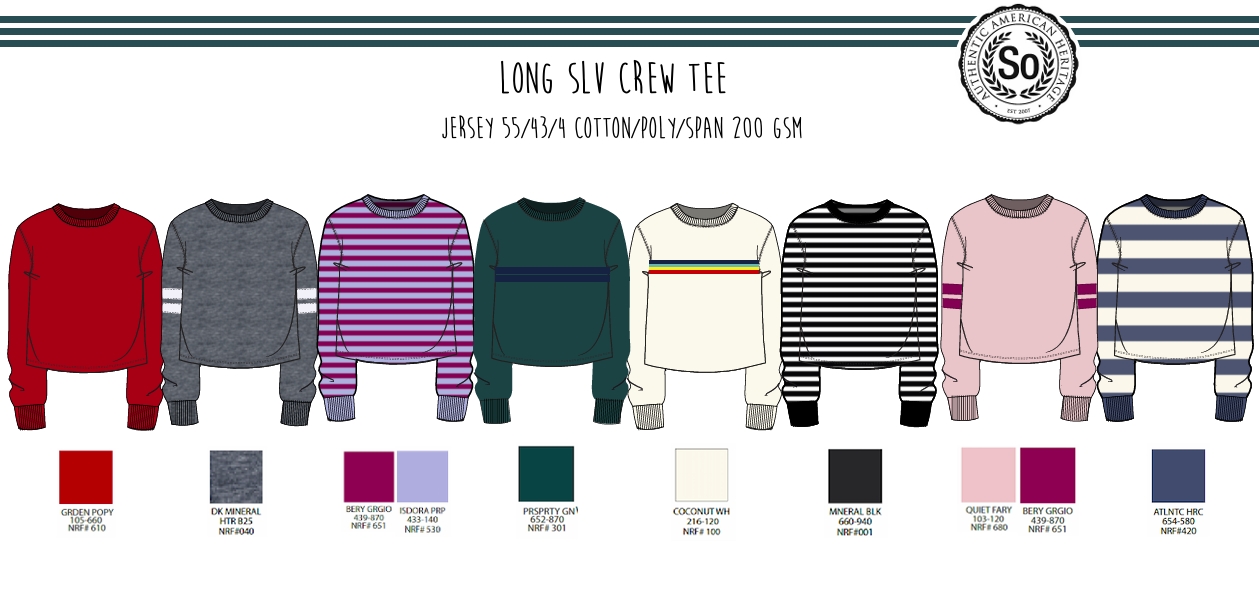 AUTHENTIC AMERICAN HERITAGE
So
EST 2007
LONG SLV CREW TEE
JERSEY 55/43/4 COTTON/POLY/SPAN 200 GSM
GRDEN POPY
105-660
NRF# 610
DK MINERAL
HTR B25
NRF#040
BERY GRGIO
439-870
NRF# 651
ISDORA PRP
433-140
NRF# 530
PRSPRTY GN
652-870
NRF# 301
COCONUT WH
216-120
NRF# 100
MNERAL BLK
660-940
NRF#001
QUIET FARY
103-120
NRF# 680
BERY GRGIO
439-870
NRF# 651
ATLNTC HRC
654-580
NRF#420